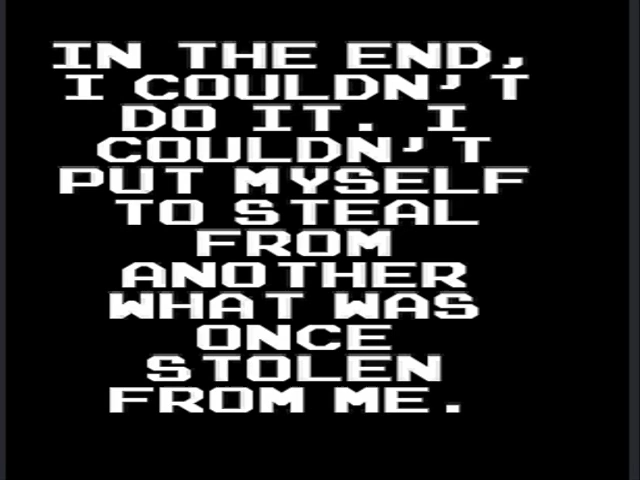 IN THE END,
I COULDN'T
DO IT. I
COULDN'T
PUT MYSELF
TO STEAL
FROM
ANOTHER
WHAT WAS
ONCE
STOLEN
FROM ME.